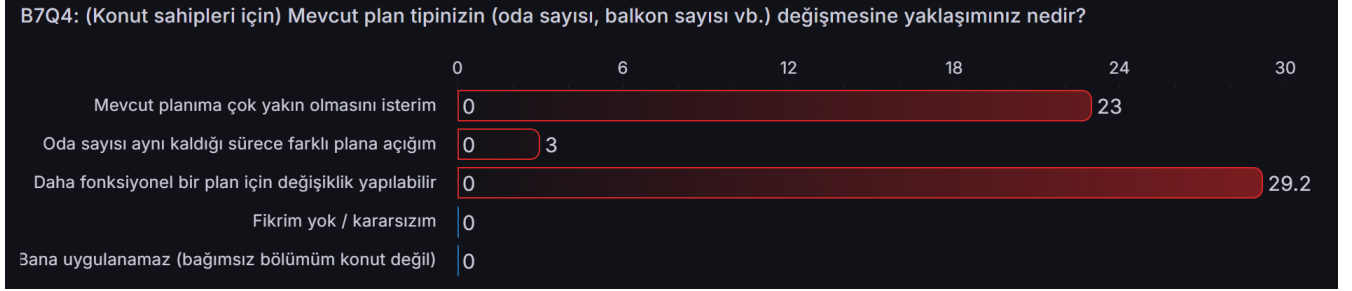 B7Q4: (Konut sahipleri için) Mevcut plan tipinizin (oda sayısı, balkon sayısı vb.) değişmesine yaklaşımınız nedir?
0 6 12 18 24 30
Mevcut planıma çok yakın olmasını isterim 0 23
Oda sayısı aynı kaldığı sürece farklı plana açığım 0 3
Daha fonksiyonel bir plan için değişiklik yapılabilir 0 29.2
Fikrim yok / kararsızım 0
Bana uygulanamaz (bağımsız bölümüm konut değil) 0